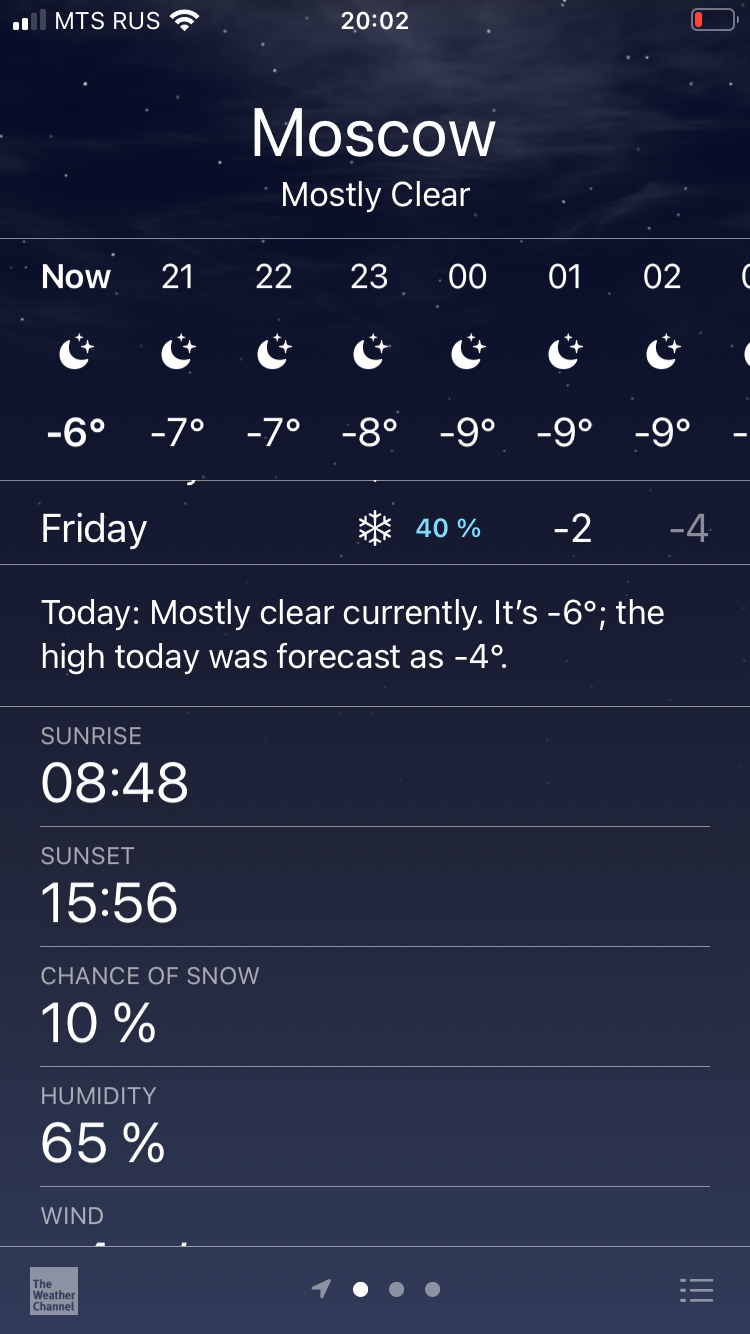 MTS RUS 20:02
Moscow
Mostly Clear
Now 21 22 23 00 01 02
-6° -7° -7° -8° -9° -9° -9°
Friday 40 % -2 -4
Today: Mostly clear currently. It’s -6°; the
high today was forecast as -4°.
SUNRISE
08:48
SUNSET
15:56
CHANCE OF SNOW
10 %
HUMIDITY
65 %
WIND
The
Weather
Channel